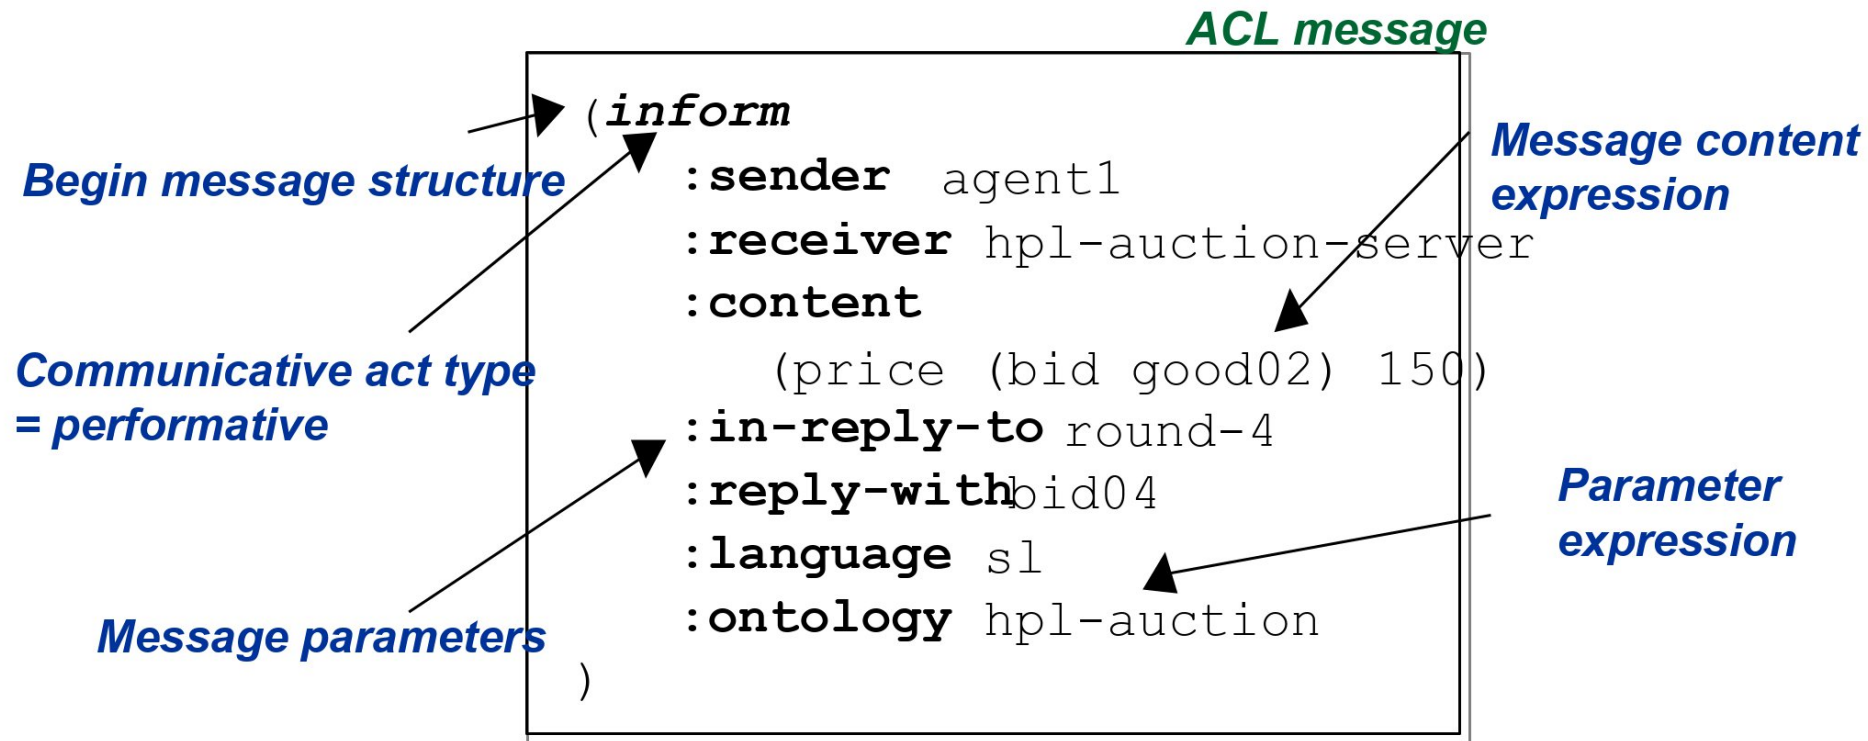 ACL message
(inform
:sender agent1
:receiver hpl-auction-server
:content
(price (bid good02) 150)
:in-reply-to round-4
:reply-with bid04
:language sl
:ontology hpl-auction
)
Begin message structure
Communicative act type
= performative
Message parameters
Message content
expression
Parameter
expression